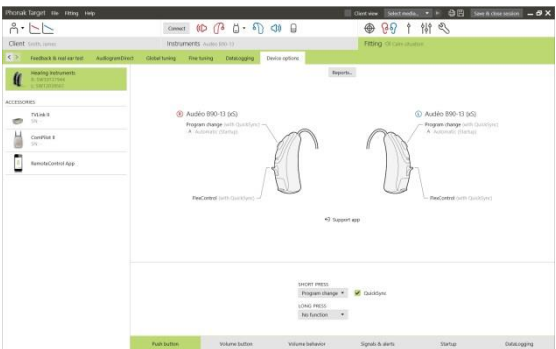 Phonak Target File Fitting Help
Client view Select media... Save & close session
Connect
Client Smith, James Instruments Audéo B90-13 Fitting
Feedback & real ear test AudiogramDirect Global tuning Fine tuning DataLogging Device options
Hearing instruments
Reports...
ACCESSORIES
TVLink II
SN:
ComPilot II
SN:
RemoteControl App
R Audéo B90-13 (xS)
Program change (with QuickSync)
A Automatic (Startup)
FlexControl (with QuickSync)
L Audéo B90-13 (xS)
Program change (with QuickSync)
A Automatic (Startup)
FlexControl (with QuickSync)
Support app
SHORT PRESS:
Program change QuickSync
LONG PRESS:
No function
Push button Volume button Volume behavior Signals & alerts Startup DataLogging